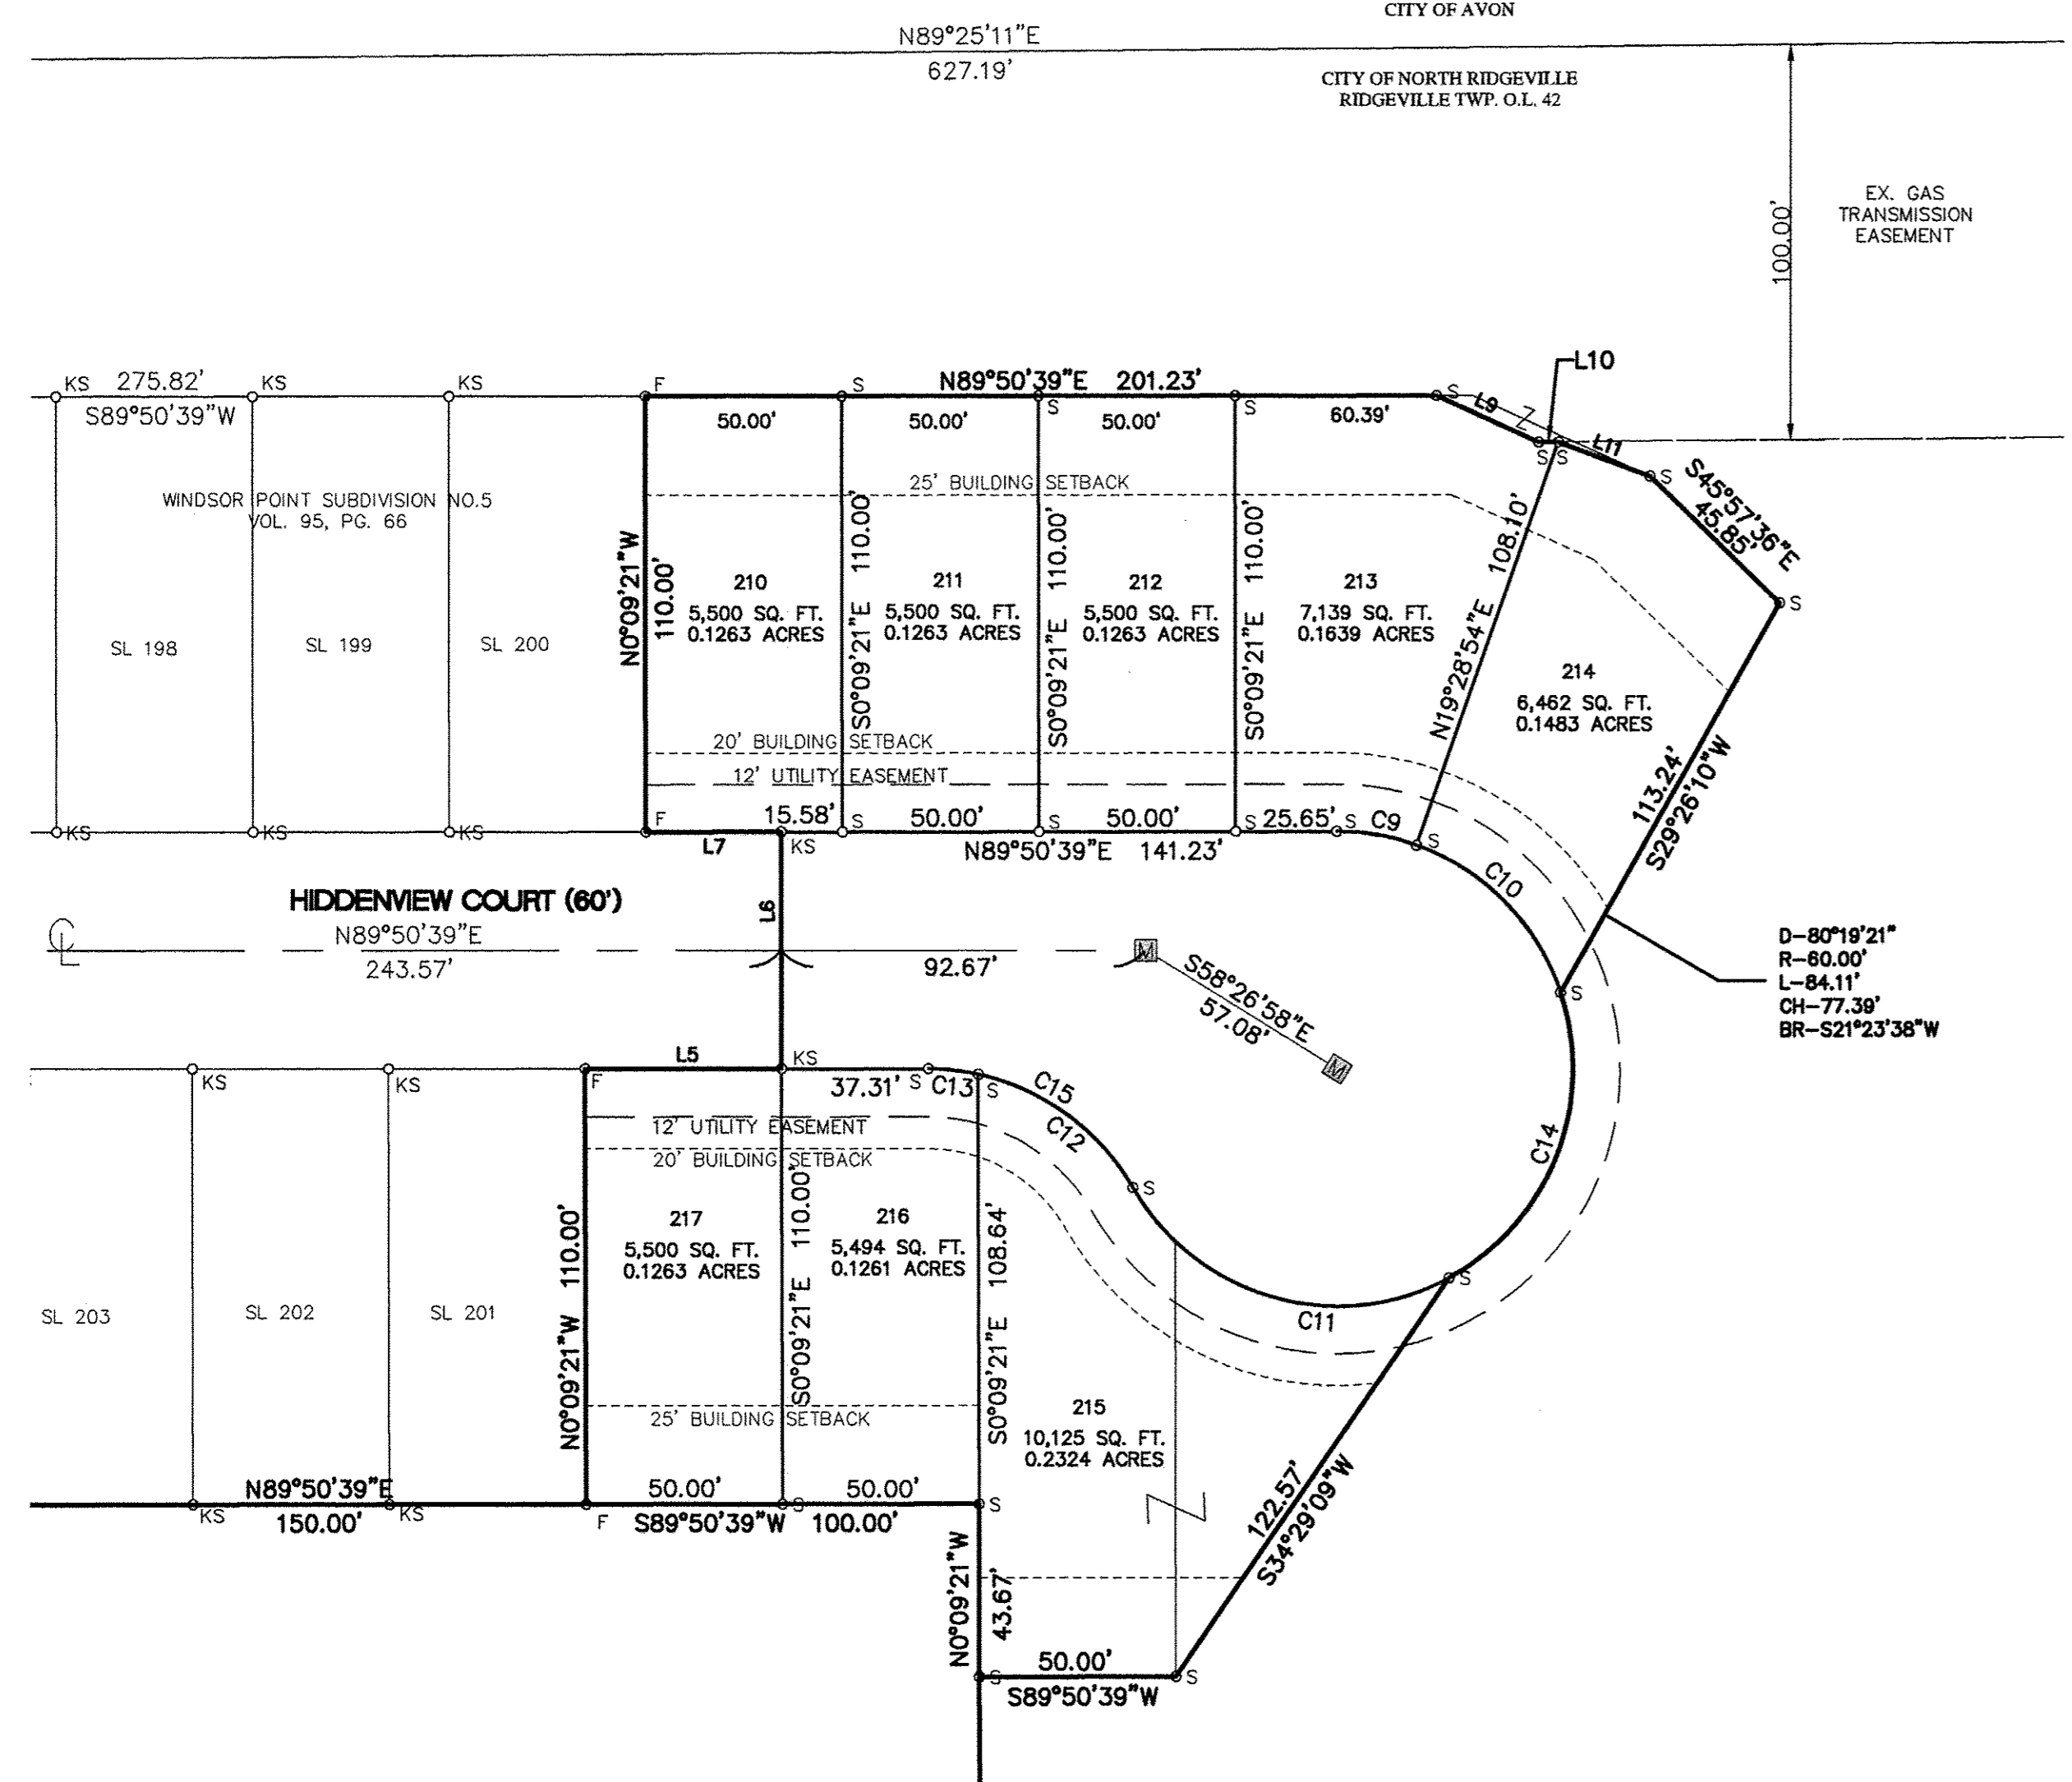 CITY OF AVON
N89°25'11"E
627.19'
CITY OF NORTH RIDGEVILLE
RIDGEVILLE TWP. O.L. 42
EX. GAS
TRANSMISSION
EASEMENT
100.00'
L10
KS 275.82' KS KS F S N89°50'39"E 201.23' S
S89°50'39"W
50.00' 50.00' S 50.00' S 60.39'
L9
L11
S S
S
S45°57'36"E
45.85'
S
25' BUILDING SETBACK
WINDSOR POINT SUBDIVISION NO.5
VOL. 95, PG. 66
N0°09'21"W
110.00'
S0°09'21"E 110.00'
S0°09'21"E 110.00'
S0°09'21"E 110.00'
N19°28'54"E 108.10'
210
5,500 SQ. FT.
0.1263 ACRES
211
5,500 SQ. FT.
0.1263 ACRES
212
5,500 SQ. FT.
0.1263 ACRES
213
7,139 SQ. FT.
0.1639 ACRES
214
6,462 SQ. FT.
0.1483 ACRES
SL 198
SL 199
SL 200
20' BUILDING SETBACK
12' UTILITY EASEMENT
113.24'
S29°26'10"W
KS KS KS F
15.58' S 50.00' S 50.00' S 25.65' S C9 S
L7 KS
N89°50'39"E 141.23'
C10
L6
HIDDENVIEW COURT (60')
CL
N89°50'39"E
243.57'
92.67'
M
S58°26'58"E
57.08'
M
S
D-80°19'21"
R-60.00'
L-84.11'
CH-77.39'
BR-S21°23'38"W
L5
KS KS F KS
37.31' S C13 S
C15
C12
S
C14
S
C11
12' UTILITY EASEMENT
20' BUILDING SETBACK
N0°09'21"W 110.00'
S0°09'21"E 110.00'
S0°09'21"E 108.64'
217
5,500 SQ. FT.
0.1263 ACRES
216
5,494 SQ. FT.
0.1261 ACRES
SL 203
SL 202
SL 201
25' BUILDING SETBACK
215
10,125 SQ. FT.
0.2324 ACRES
N89°50'39"E
150.00'
KS KS F S S
50.00' 50.00'
S89°50'39"W 100.00'
122.57'
S34°29'09"W
N0°09'21"W
43.67'
S 50.00' S
S89°50'39"W